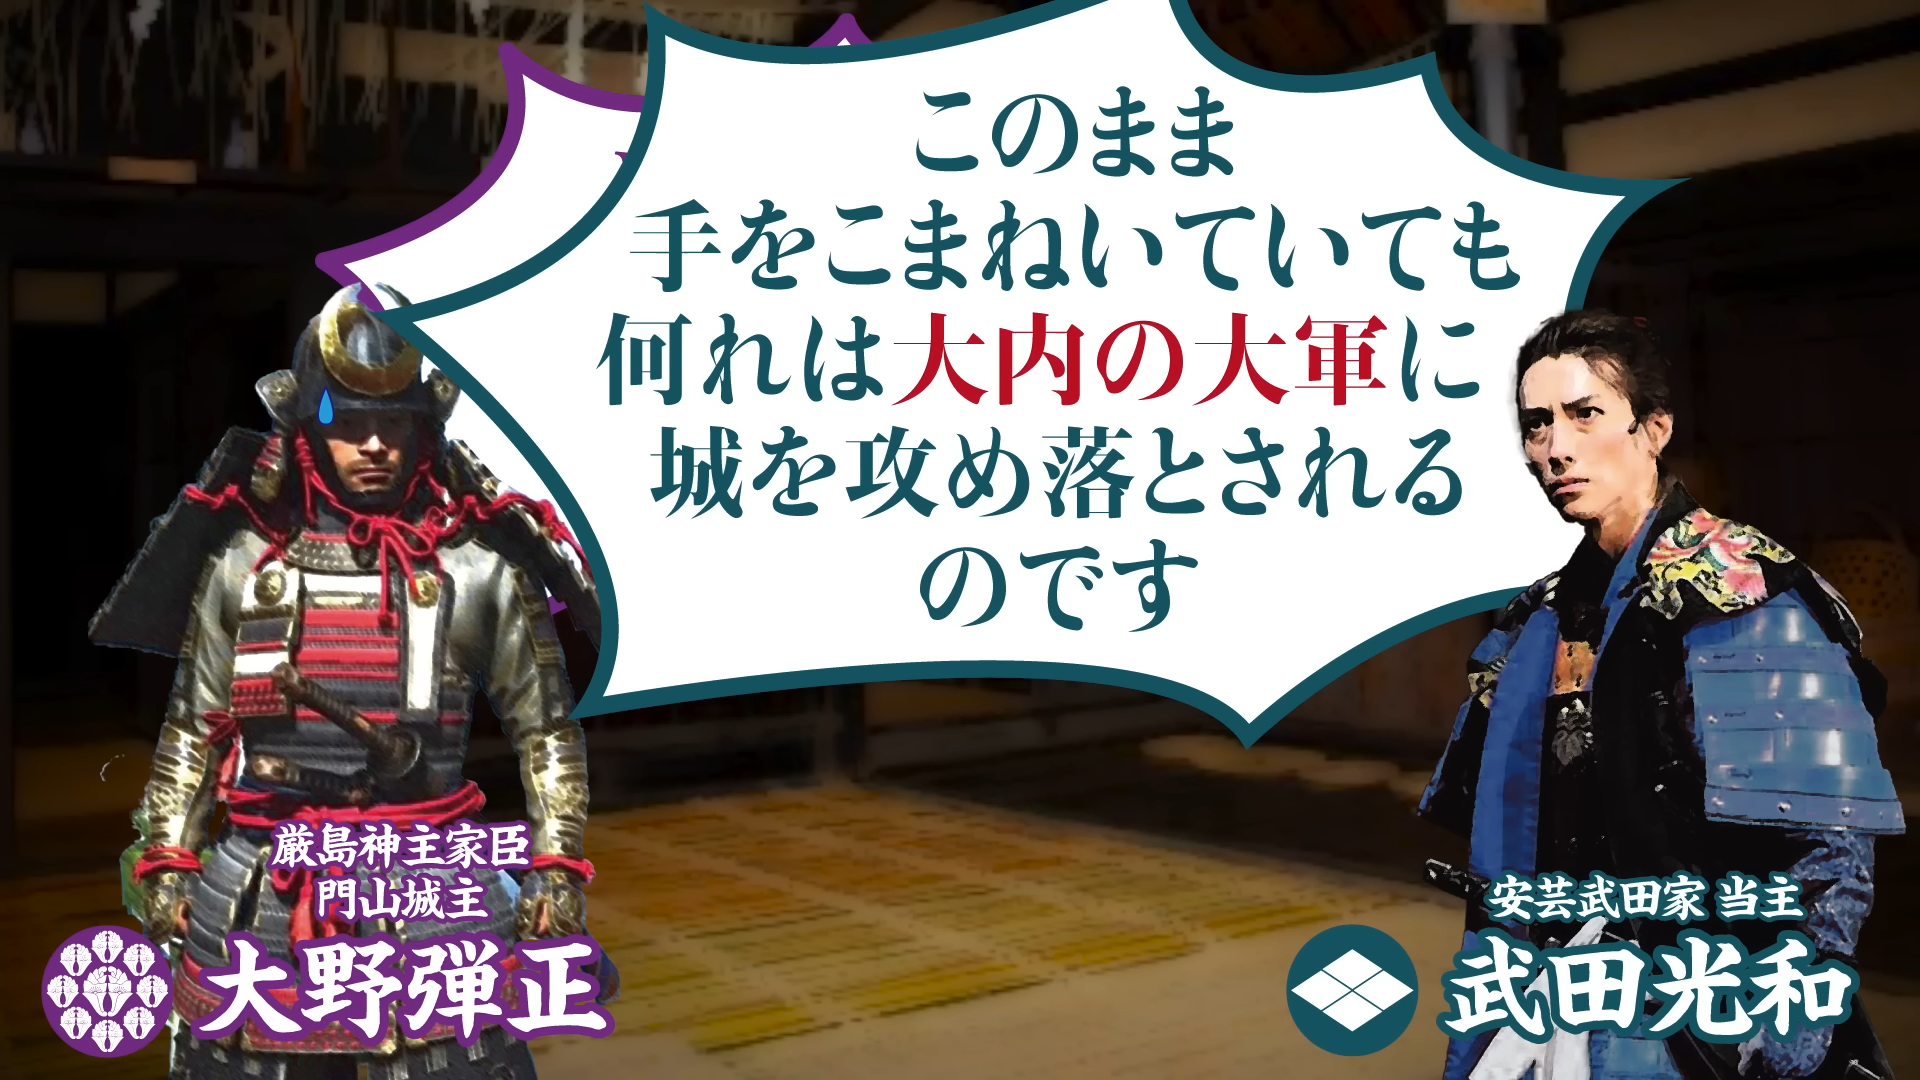 このまま
手をこまねいていても
何れは大内の大軍に
城を攻め落とされる
のです
厳島神主家臣
門山城主
大野弾正
安芸武田家 当主
武田光和